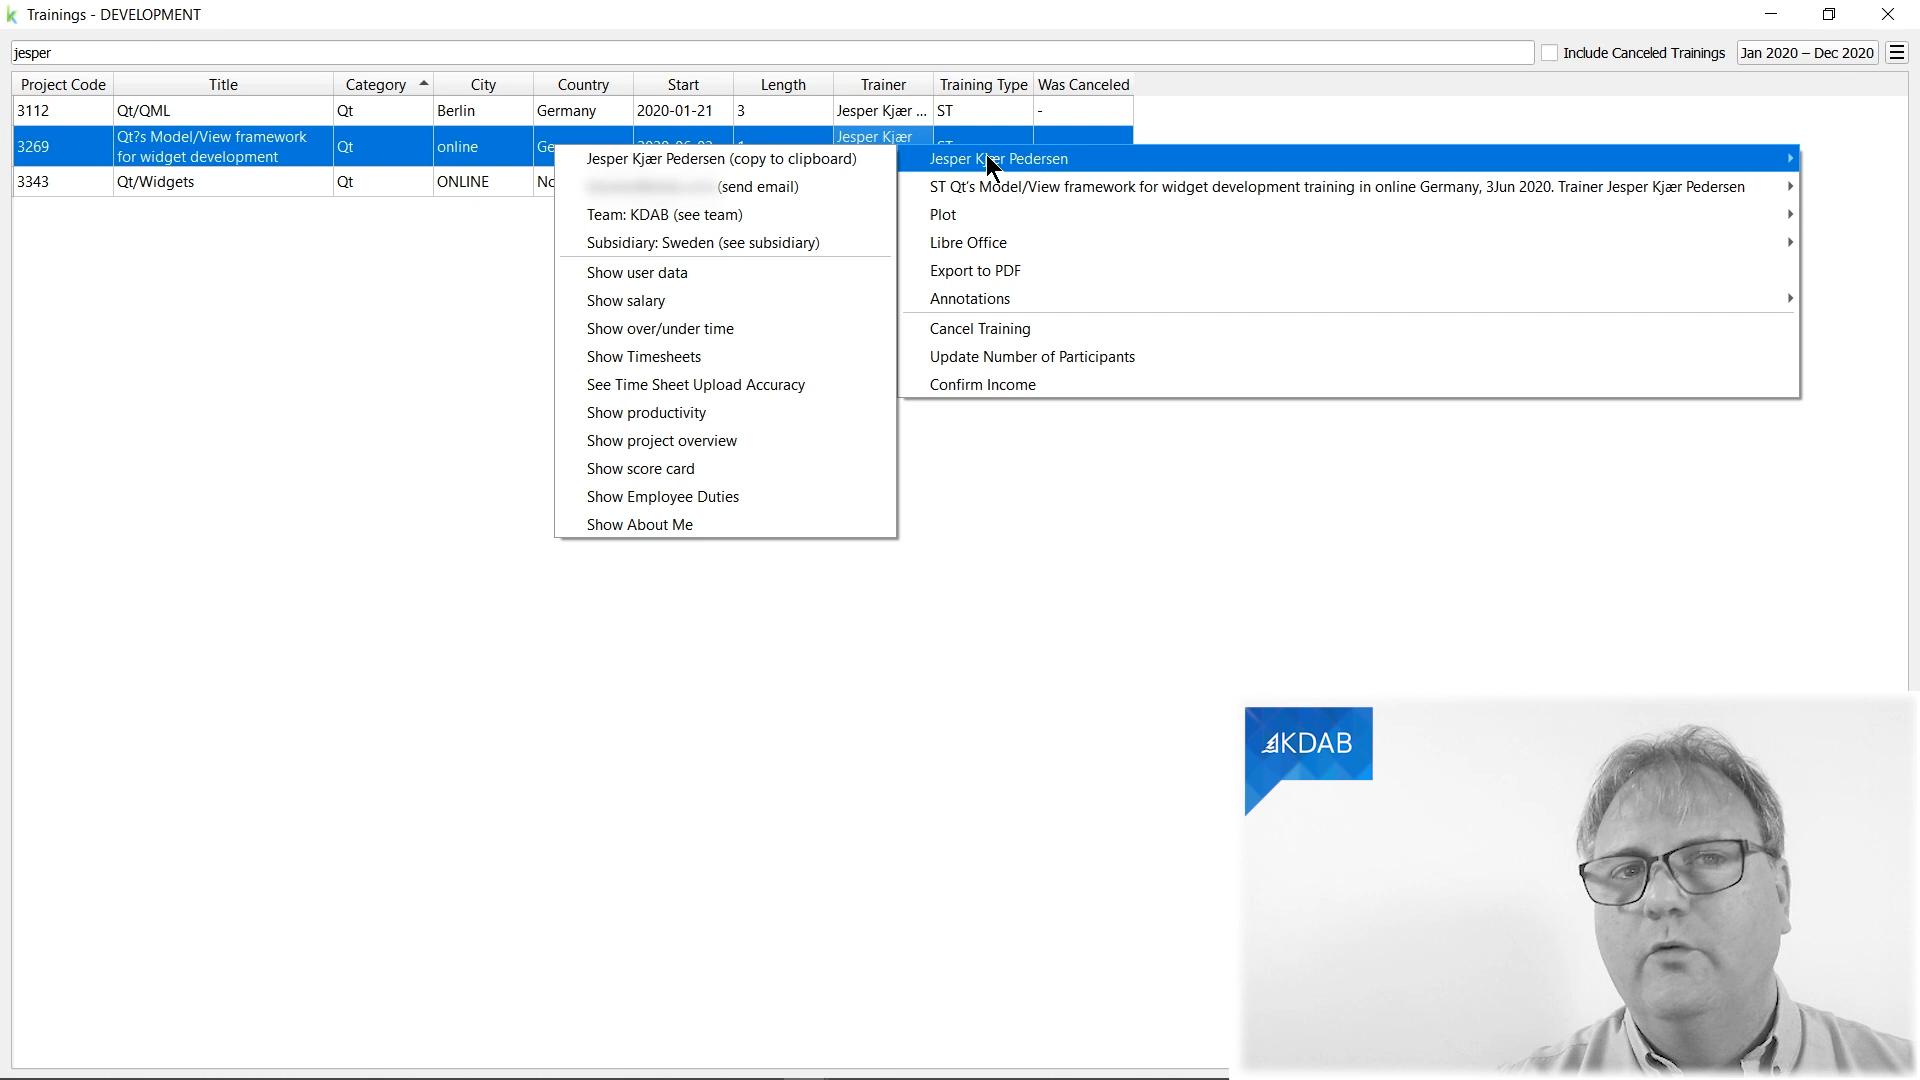 Trainings - DEVELOPMENT
jesper
Include Canceled Trainings
Jan 2020 – Dec 2020
Project Code Title Category City Country Start Length Trainer Training Type Was Canceled
3112 Qt/QML Qt Berlin Germany 2020-01-21 3 Jesper Kjær ... ST -
3269 Qt?s Model/View framework for widget development Qt online Jesper Kjær
3343 Qt/Widgets Qt ONLINE
Jesper Kjær Pedersen (copy to clipboard)
(send email)
Team: KDAB (see team)
Subsidiary: Sweden (see subsidiary)
Show user data
Show salary
Show over/under time
Show Timesheets
See Time Sheet Upload Accuracy
Show productivity
Show project overview
Show score card
Show Employee Duties
Show About Me
Jesper Kjær Pedersen
ST Qt's Model/View framework for widget development training in online Germany, 3Jun 2020. Trainer Jesper Kjær Pedersen
Plot
Libre Office
Export to PDF
Annotations
Cancel Training
Update Number of Participants
Confirm Income
KDAB